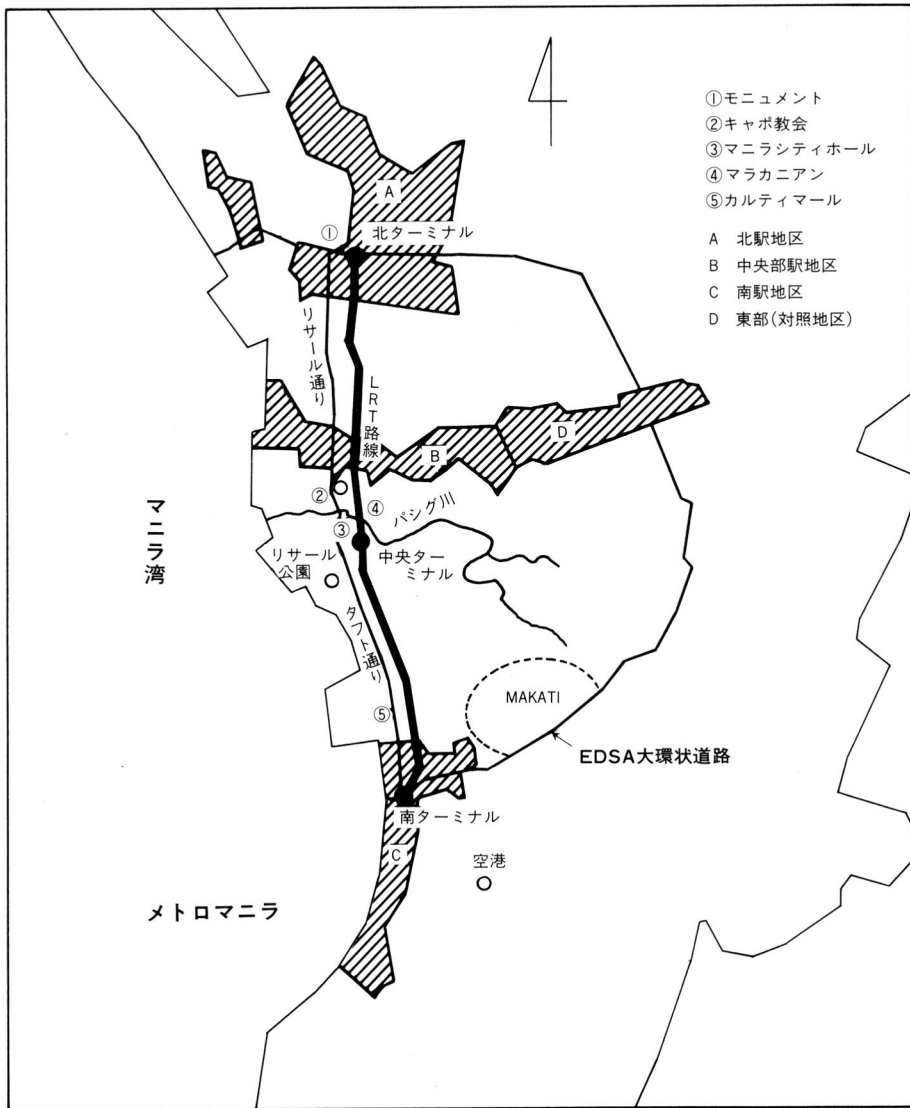 ①モニュメント
②キャポ教会
③マニラシティホール
④マラカニアン
⑤カルティマール
A 北駅地区
B 中央部駅地区
C 南駅地区
D 東部(対照地区)
A
①
北ターミナル
リサール通り
LRT路線
D
B
②
④
パシグ川
③
マニラ湾
リサール
公園
中央ター
ミナル
タフト通り
MAKATI
⑤
EDSA大環状道路
南ターミナル
C
空港
メトロマニラ